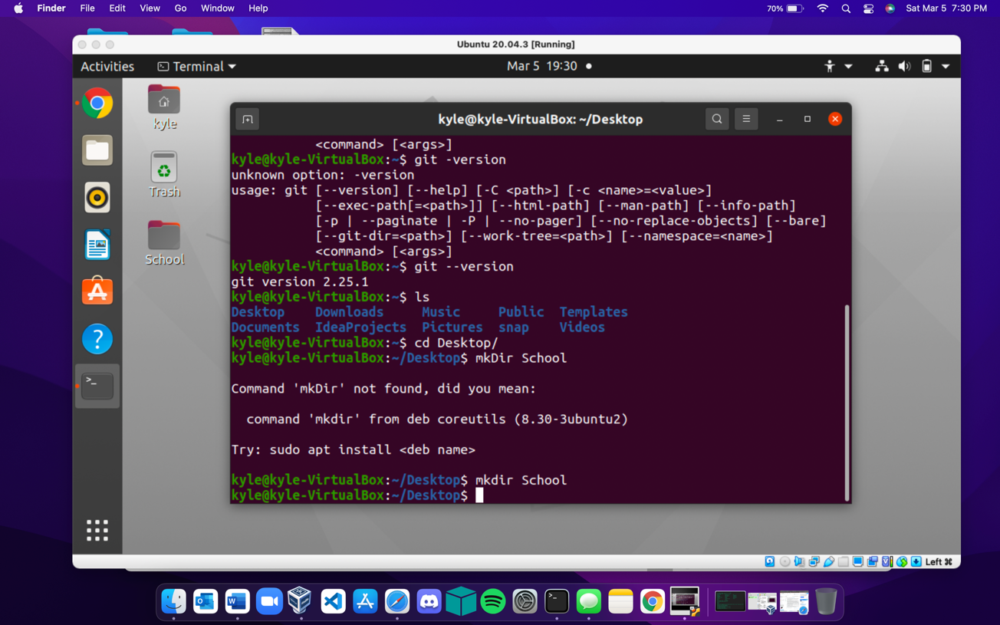 Finder File Edit View Go Window Help 70% Sat Mar 5 7:30 PM
Ubuntu 20.04.3 [Running]
Activities Terminal Mar 5 19:30
kyle
Trash
School
kyle@kyle-VirtualBox: ~/Desktop
<command> [<args>]
kyle@kyle-VirtualBox:~$ git -version
unknown option: -version
usage: git [--version] [--help] [-C <path>] [-c <name>=<value>]
[--exec-path[=<path>]] [--html-path] [--man-path] [--info-path]
[-p | --paginate | -P | --no-pager] [--no-replace-objects] [--bare]
[--git-dir=<path>] [--work-tree=<path>] [--namespace=<name>]
<command> [<args>]
kyle@kyle-VirtualBox:~$ git --version
git version 2.25.1
kyle@kyle-VirtualBox:~$ ls
Desktop Downloads Music Public Templates
Documents IdeaProjects Pictures snap Videos
kyle@kyle-VirtualBox:~$ cd Desktop/
kyle@kyle-VirtualBox:~/Desktop$ mkDir School
Command 'mkDir' not found, did you mean:
command 'mkdir' from deb coreutils (8.30-3ubuntu2)
Try: sudo apt install <deb name>
kyle@kyle-VirtualBox:~/Desktop$ mkdir School
kyle@kyle-VirtualBox:~/Desktop$
Left ⌘